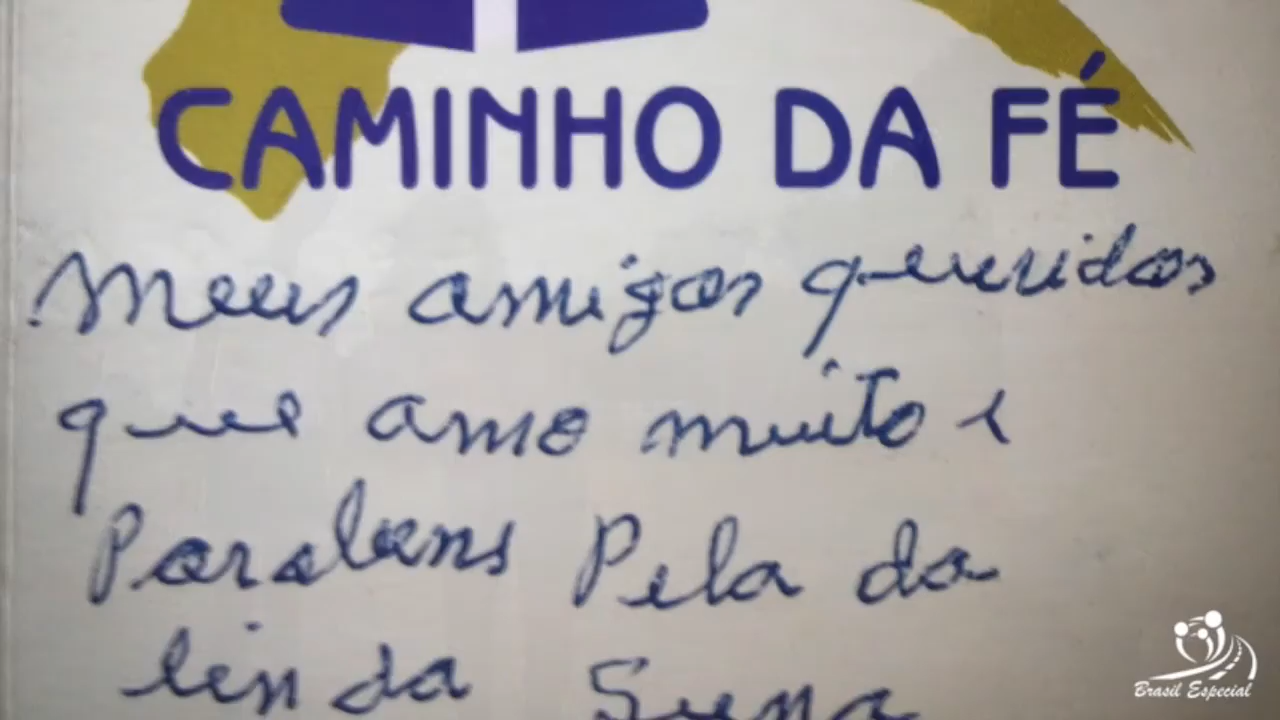 CAMINHO DA FÉ
Meus amigos queridos
que amo muito e
Parabens Pela da
linda
Brasil Especial